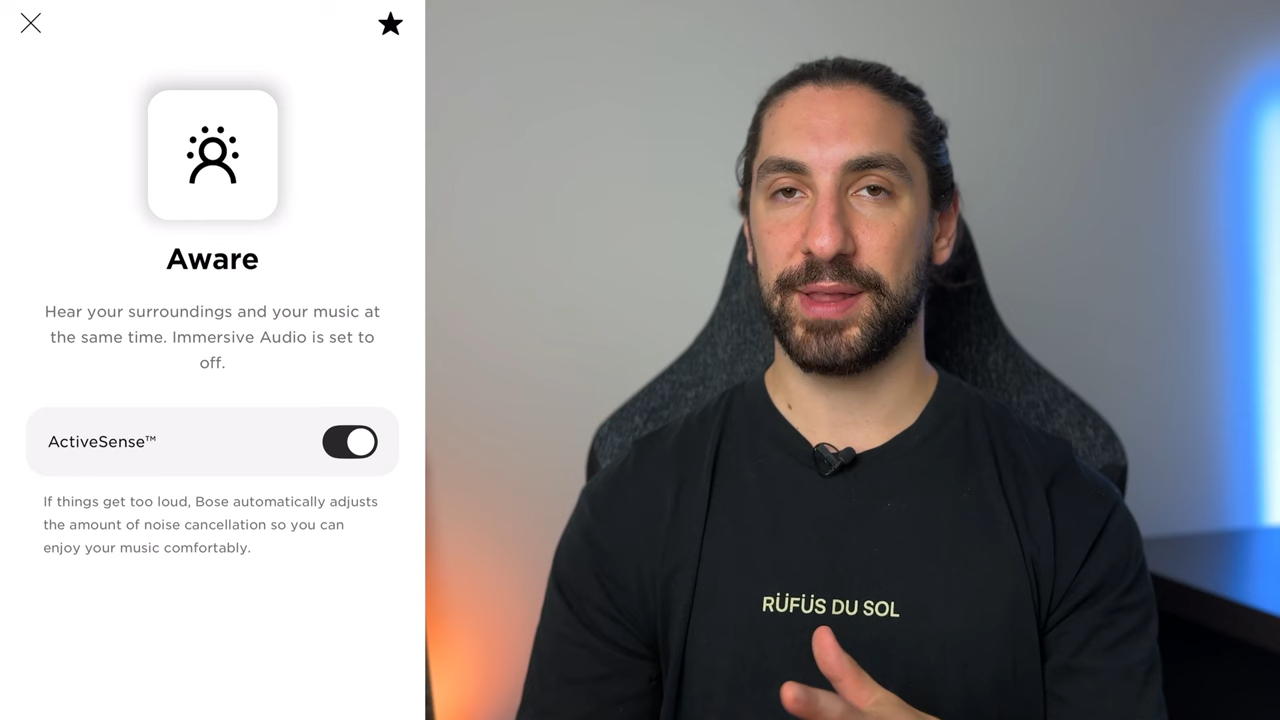 Aware
Hear your surroundings and your music at
the same time. Immersive Audio is set to
off.
ActiveSense™
If things get too loud, Bose automatically adjusts
the amount of noise cancellation so you can
enjoy your music comfortably.
RÜFÜS DU SOL